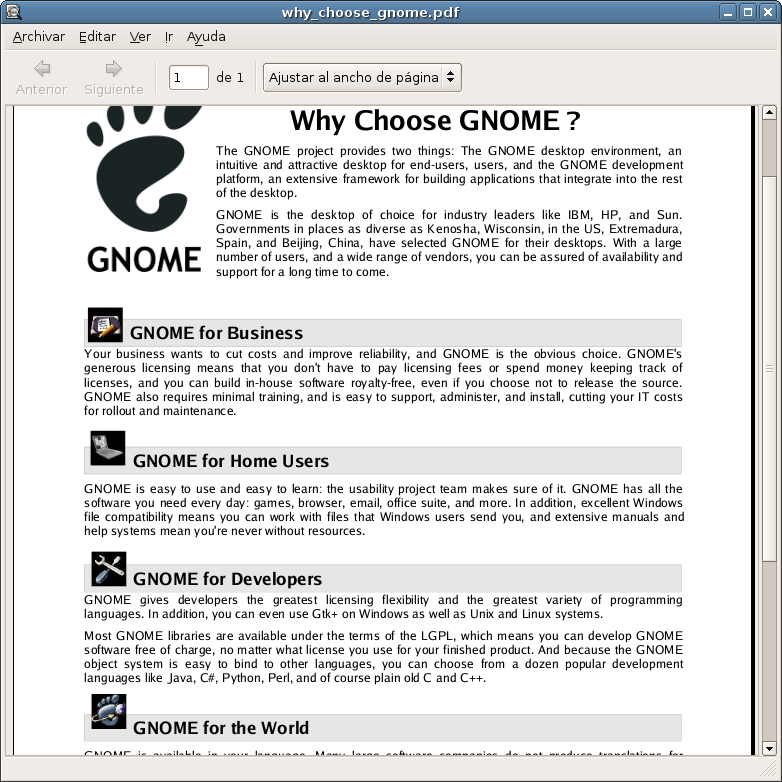 why_choose_gnome.pdf
Archivar Editar Ver Ir Ayuda
Anterior Siguiente 1 de 1 Ajustar al ancho de página
Why Choose GNOME ?
The GNOME project provides two things: The GNOME desktop environment, an
intuitive and attractive desktop for end-users, users, and the GNOME development
platform, an extensive framework for building applications that integrate into the rest
of the desktop.
GNOME is the desktop of choice for industry leaders like IBM, HP, and Sun.
Governments in places as diverse as Kenosha, Wisconsin, in the US, Extremadura,
Spain, and Beijing, China, have selected GNOME for their desktops. With a large
number of users, and a wide range of vendors, you can be assured of availability and
support for a long time to come.
GNOME
GNOME for Business
Your business wants to cut costs and improve reliability, and GNOME is the obvious choice. GNOME's
generous licensing means that you don't have to pay licensing fees or spend money keeping track of
licenses, and you can build in-house software royalty-free, even if you choose not to release the source.
GNOME also requires minimal training, and is easy to support, administer, and install, cutting your IT costs
for rollout and maintenance.
GNOME for Home Users
GNOME is easy to use and easy to learn: the usability project team makes sure of it. GNOME has all the
software you need every day: games, browser, email, office suite, and more. In addition, excellent Windows
file compatibility means you can work with files that Windows users send you, and extensive manuals and
help systems mean you're never without resources.
GNOME for Developers
GNOME gives developers the greatest licensing flexibility and the greatest variety of programming
languages. In addition, you can even use Gtk+ on Windows as well as Unix and Linux systems.
Most GNOME libraries are available under the terms of the LGPL, which means you can develop GNOME
software free of charge, no matter what license you use for your finished product. And because the GNOME
object system is easy to bind to other languages, you can choose from a dozen popular development
languages like Java, C#, Python, Perl, and of course plain old C and C++.
GNOME for the World
GNOME is available in your language. Many large software companies do not produce translations for